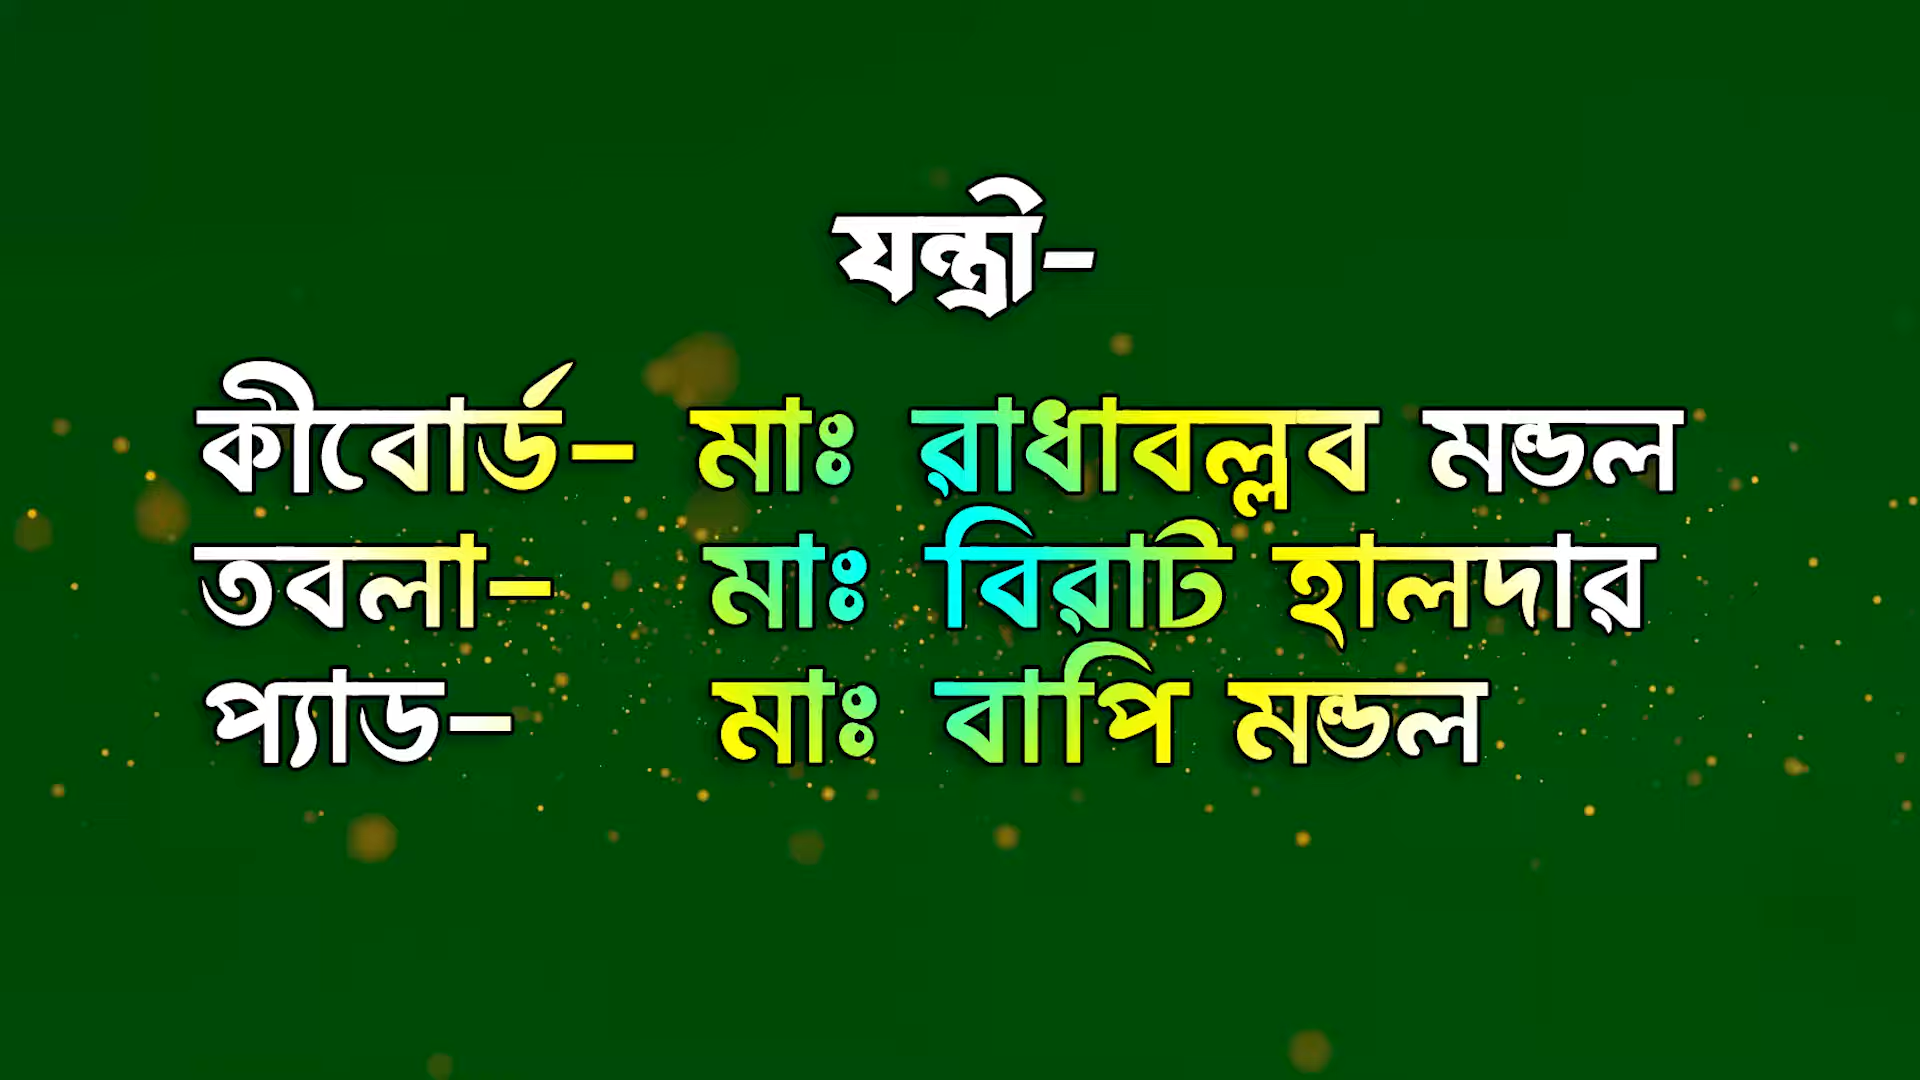 যন্ত্রী-
কীবোর্ড- মাঃ রাধাবল্লব মন্ডল
তবলা- মাঃ বিরাট হালদার
প্যাড- মাঃ বাপি মন্ডল